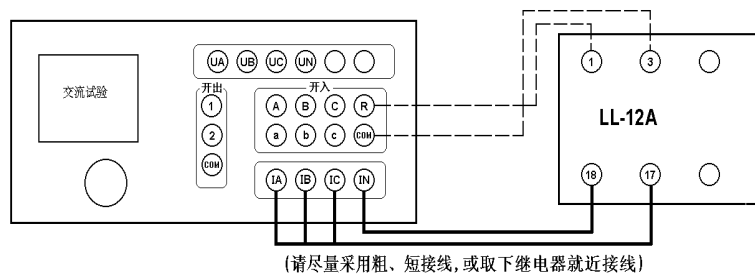 UA UB UC UN
开出 开入
交流试验
1 A B C R
2 a b c COM
COM
IA IB IC IN
1 3
LL-12A
18 17
(请尽量采用粗、短接线,或取下继电器就近接线)